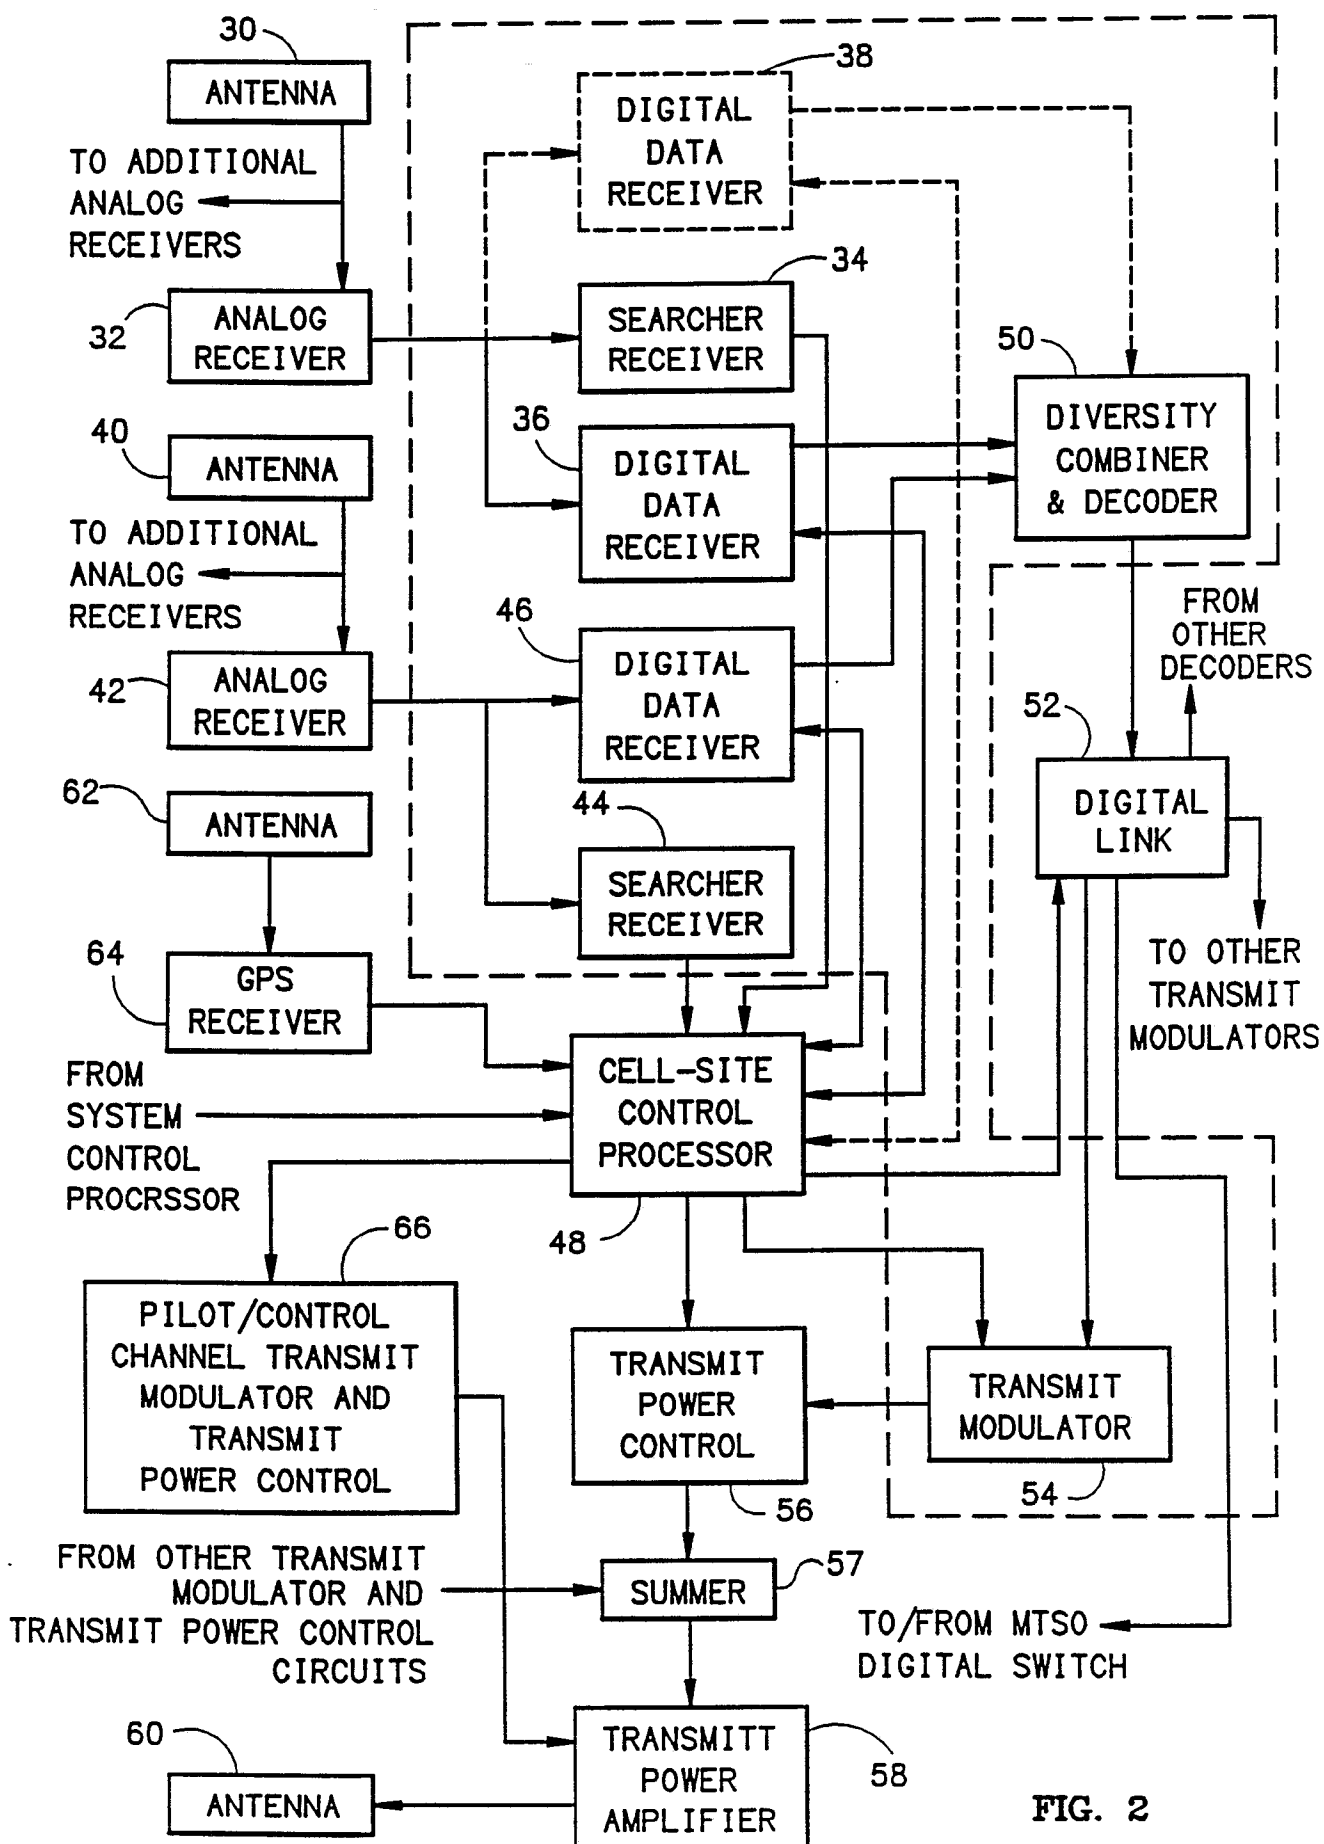 30
ANTENNA
TO ADDITIONAL
ANALOG
RECEIVERS
32
ANALOG
RECEIVER
40
ANTENNA
TO ADDITIONAL
ANALOG
RECEIVERS
42
ANALOG
RECEIVER
62
ANTENNA
64
GPS
RECEIVER
FROM
SYSTEM
CONTROL
PROCRSSOR
38
DIGITAL
DATA
RECEIVER
34
SEARCHER
RECEIVER
36
DIGITAL
DATA
RECEIVER
46
DIGITAL
DATA
RECEIVER
44
SEARCHER
RECEIVER
50
DIVERSITY
COMBINER
& DECODER
FROM
OTHER
DECODERS
52
DIGITAL
LINK
TO OTHER
TRANSMIT
MODULATORS
CELL-SITE
CONTROL
PROCESSOR
48
66
PILOT/CONTROL
CHANNEL TRANSMIT
MODULATOR AND
TRANSMIT
POWER CONTROL
TRANSMIT
POWER
CONTROL
56
TRANSMIT
MODULATOR
54
FROM OTHER TRANSMIT
MODULATOR AND
TRANSMIT POWER CONTROL
CIRCUITS
SUMMER
57
TO/FROM MTSO
DIGITAL SWITCH
60
ANTENNA
TRANSMITT
POWER
AMPLIFIER
58
FIG. 2